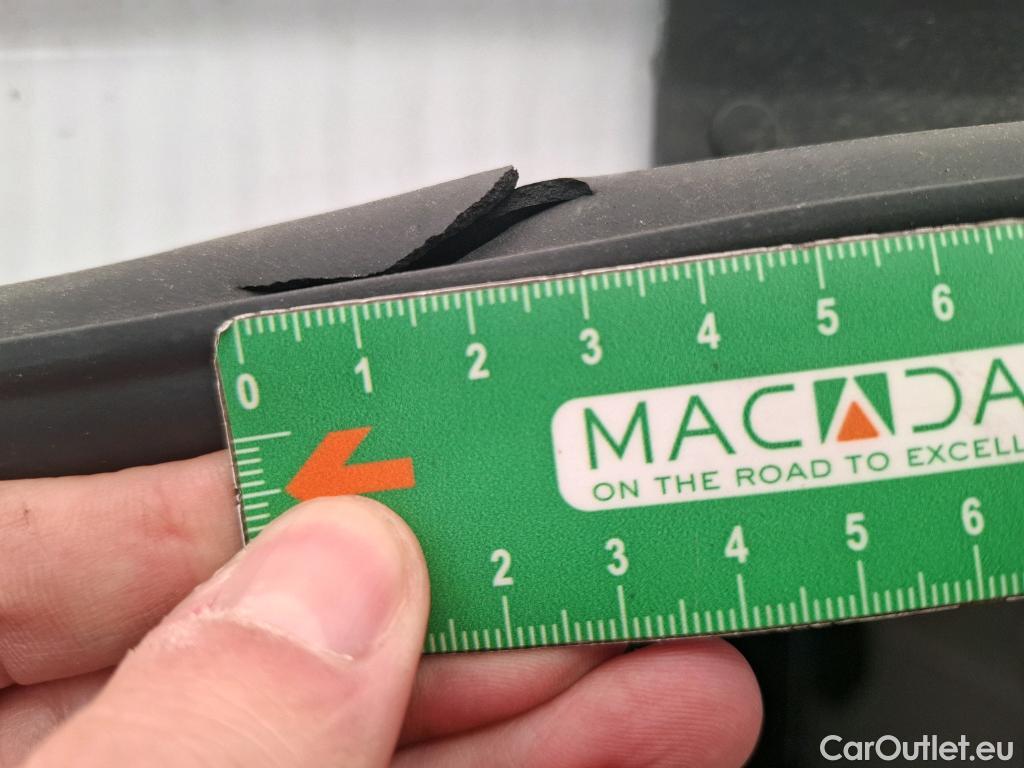 0 1 2 3 4 5 6
MACADA
ON THE ROAD TO EXCELL
2 3 4 5 6
CarOutlet.eu